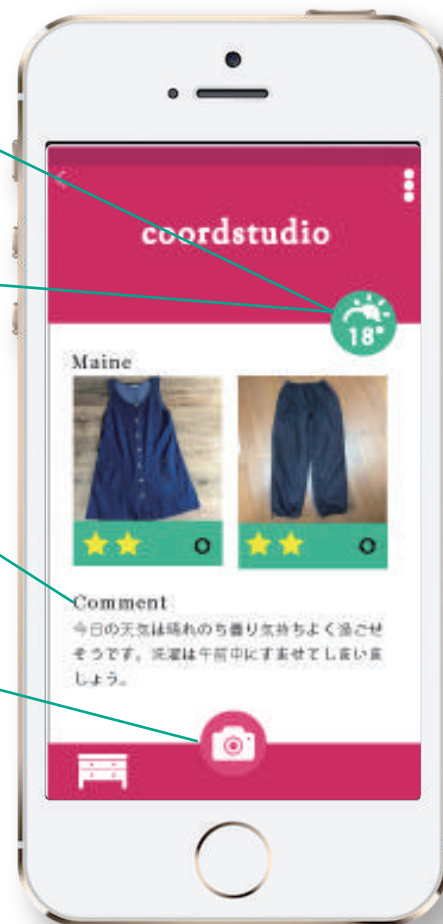 coordstudio
18°
Maine
Comment
今日の天気は晴れのち曇り気持ちよく過ごせ
そうです。洗濯は午前中にすませてしまいま
しょう。